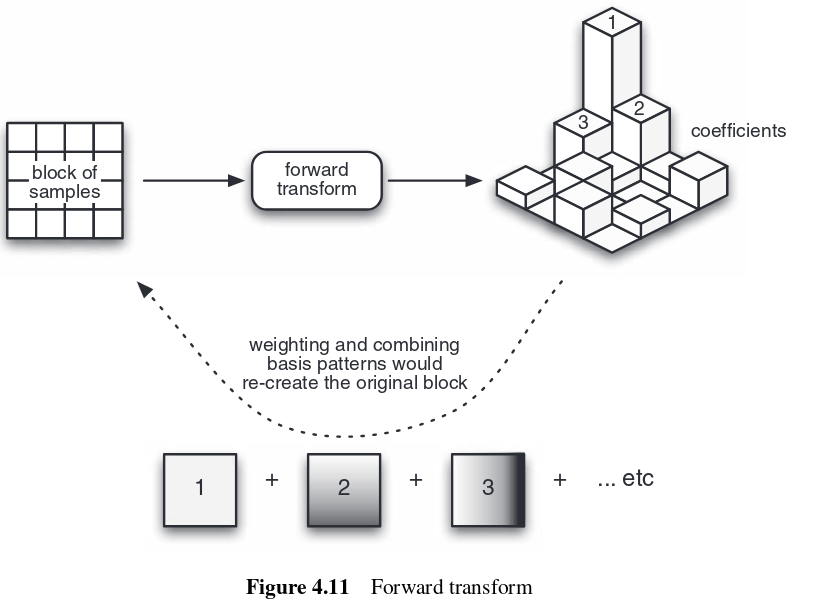 1
2
3
coefficients
block of
samples
forward
transform
weighting and combining
basis patterns would
re-create the original block
1 + 2 + 3 + ... etc
Figure 4.11 Forward transform